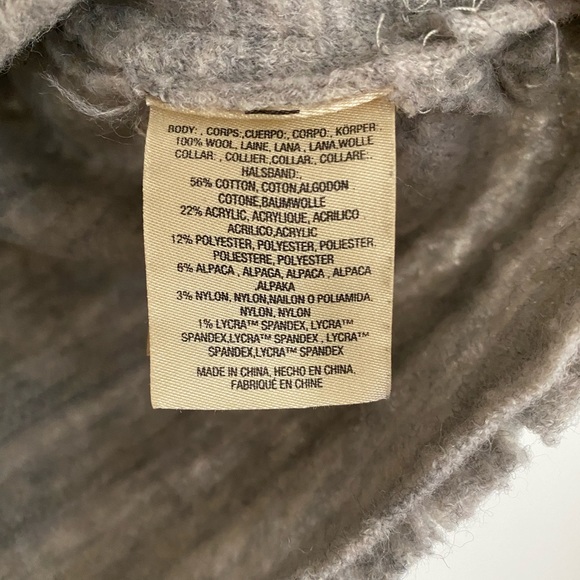 BODY: , CORPS:,CUERPO:, CORPO:, KÖRPER:,
100% WOOL, LAINE, LANA , LANA,WOLLE
COLLAR: , COLLIER,:COLLAR:, COLLARE:,
HALSBAND:,
56% COTTON, COTON,ALGODON
,COTONE,BAUMWOLLE
22% ACRYLIC, ACRYLIQUE, ACRILICO
,ACRILICO,ACRYLIC
12% POLYESTER, POLYESTER, POLIESTER,
POLIESTERE, POLYESTER
6% ALPACA , ALPAGA, ALPACA , ALPACA
,ALPAKA
3% NYLON, NYLON,NAILON O POLIAMIDA,
NYLON, NYLON
1% LYCRA™ SPANDEX, LYCRA™
SPANDEX,LYCRA™ SPANDEX , LYCRA™
SPANDEX,LYCRA™ SPANDEX
MADE IN CHINA, HECHO EN CHINA,
FABRIQUÉ EN CHINE